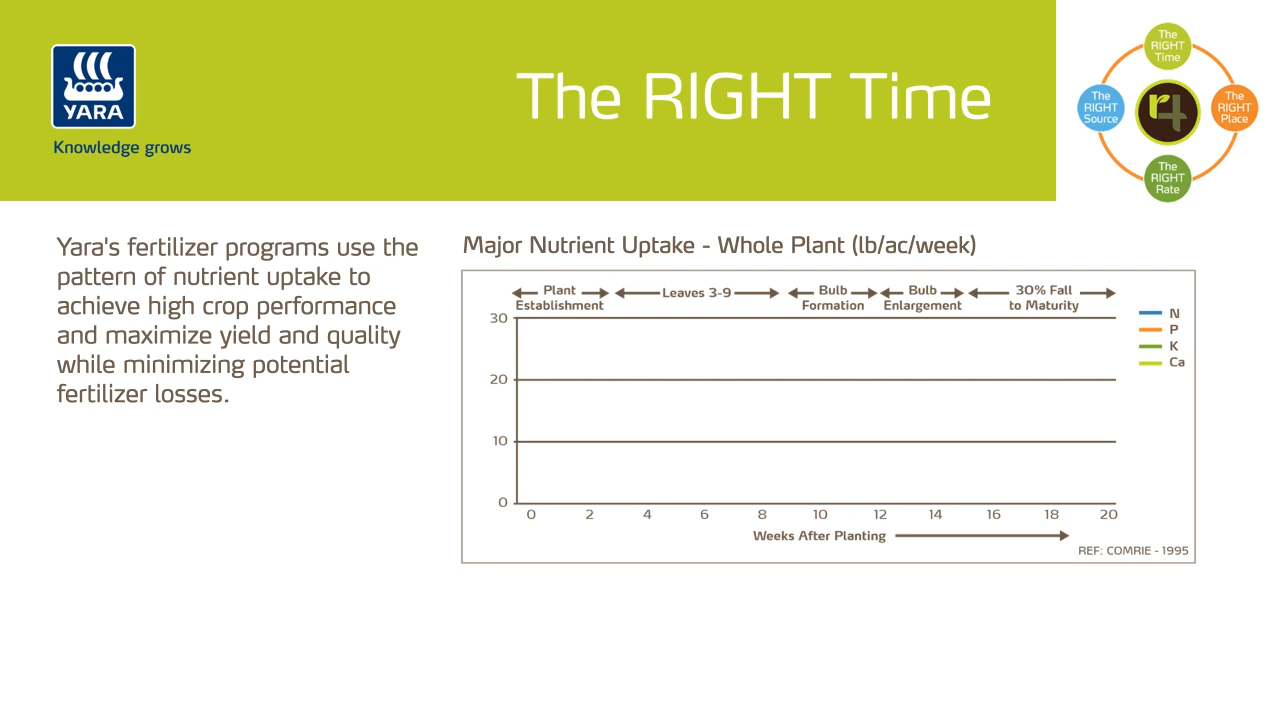 YARA
Knowledge grows
The RIGHT Time
The
RIGHT
Time
The
RIGHT
Source
r4
The
RIGHT
Place
The
RIGHT
Rate
Yara's fertilizer programs use the
pattern of nutrient uptake to
achieve high crop performance
and maximize yield and quality
while minimizing potential
fertilizer losses.
Major Nutrient Uptake - Whole Plant (lb/ac/week)
Plant
Establishment
Leaves 3-9
Bulb
Formation
Bulb
Enlargement
30% Fall
to Maturity
30
20
10
0
0 2 4 6 8 10 12 14 16 18 20
Weeks After Planting
N
P
K
Ca
REF: COMRIE - 1995